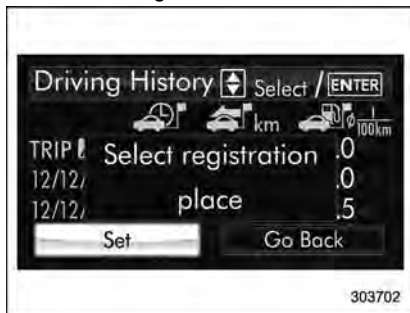 Driving History Select / ENTER
km l/100km
TRIP
Select registration .0
12/12/ .0
place
12/12/ .5
Set Go Back
303702